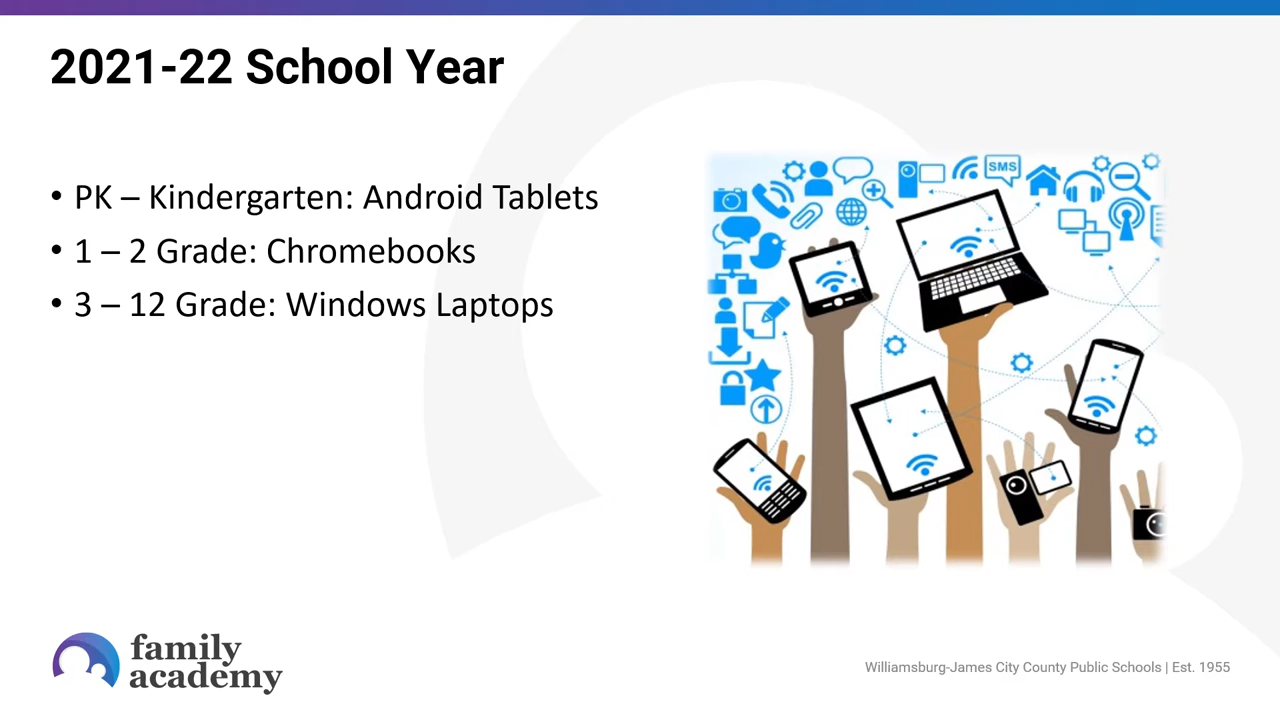 2021-22 School Year
• PK – Kindergarten: Android Tablets
• 1 – 2 Grade: Chromebooks
• 3 – 12 Grade: Windows Laptops
SMS
family
academy
Williamsburg-James City County Public Schools | Est. 1955